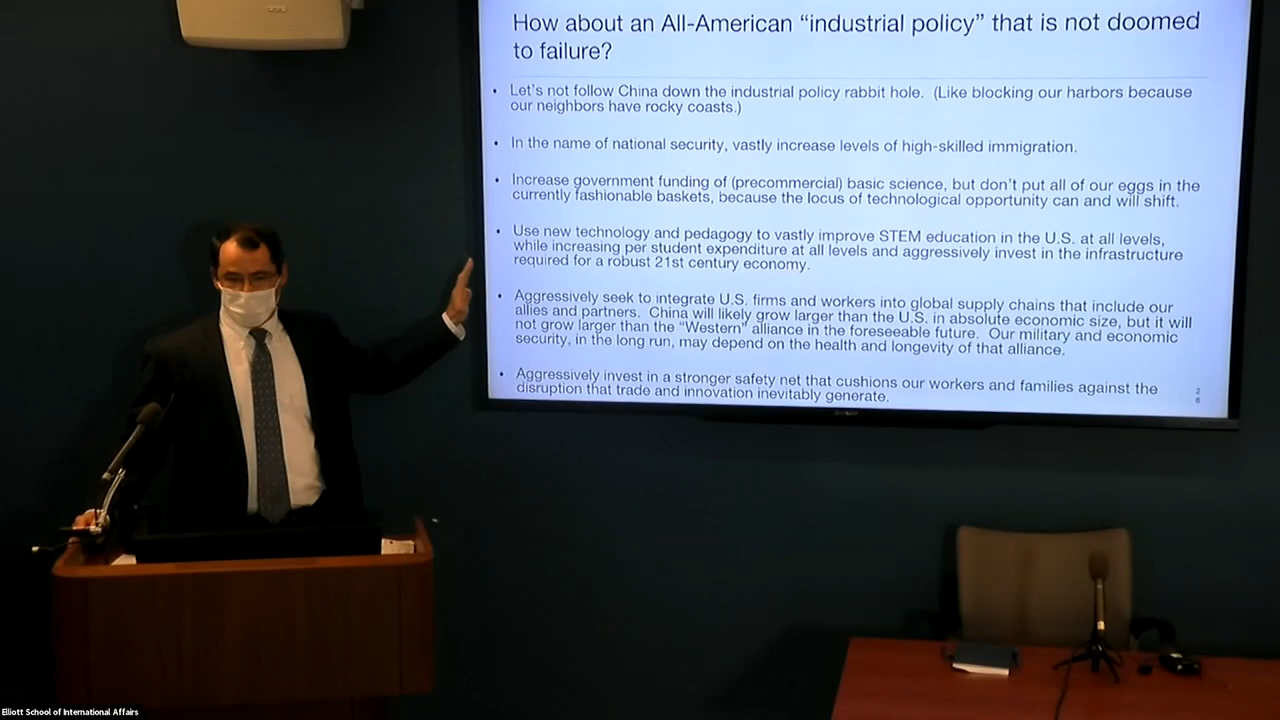 How about an All-American “industrial policy” that is not doomed
to failure?
• Let’s not follow China down the industrial policy rabbit hole. (Like blocking our harbors because
our neighbors have rocky coasts.)
• In the name of national security, vastly increase levels of high-skilled immigration.
• Increase government funding of (precommercial) basic science, but don’t put all of our eggs in the
currently fashionable baskets, because the locus of technological opportunity can and will shift.
• Use new technology and pedagogy to vastly improve STEM education in the U.S. at all levels,
while increasing per student expenditure at all levels and aggressively invest in the infrastructure
required for a robust 21st century economy.
• Aggressively seek to integrate U.S. firms and workers into global supply chains that include our
allies and partners. China will likely grow larger than the U.S. in absolute economic size, but it will
not grow larger than the “Western” alliance in the foreseeable future. Our military and economic
security, in the long run, may depend on the health and longevity of that alliance.
• Aggressively invest in a stronger safety net that cushions our workers and families against the
disruption that trade and innovation inevitably generate.
Elliott School of International Affairs